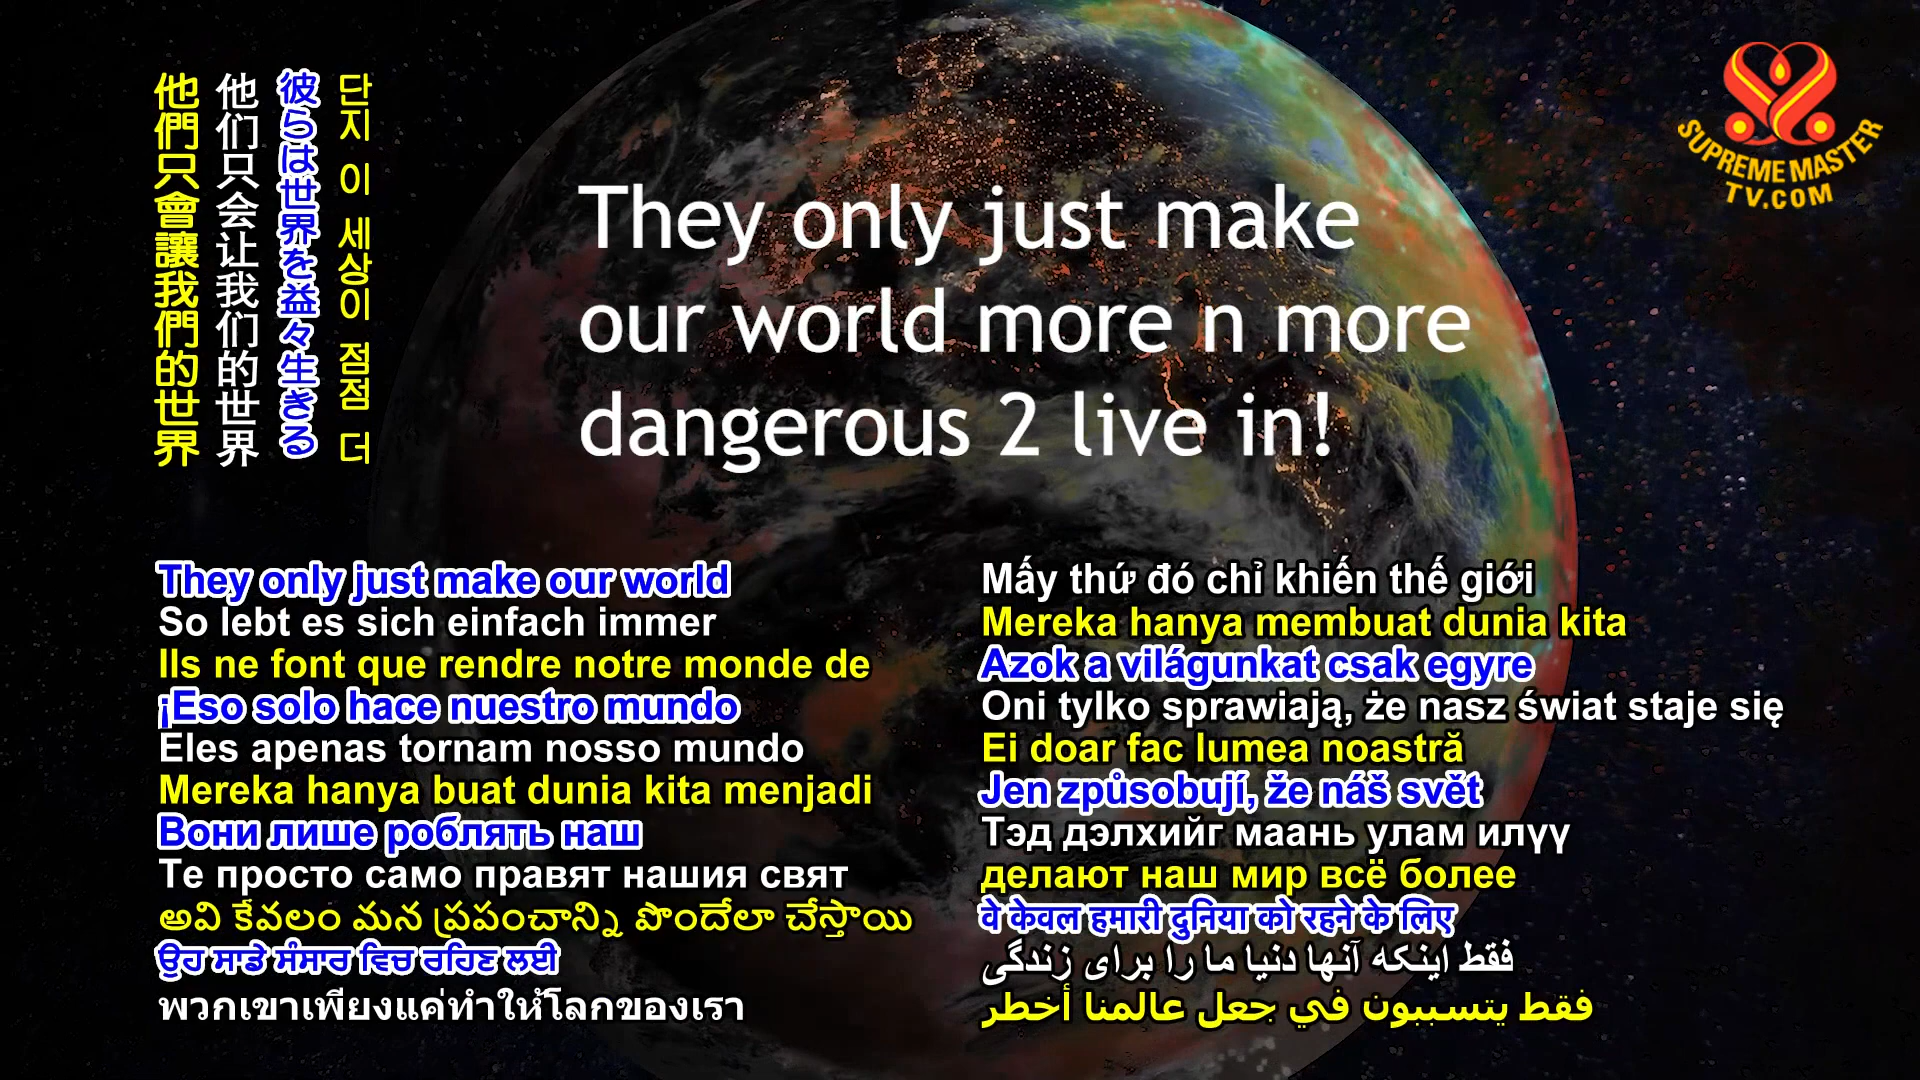 他們只會讓我們的世界
他们只会让我们的世界
彼らは世界を益々生きる
단지 이 세상이 점점 더
SUPREME MASTER
TV.COM
They only just make
our world more n more
dangerous 2 live in!
They only just make our world
So lebt es sich einfach immer
Ils ne font que rendre notre monde de
¡Eso solo hace nuestro mundo
Eles apenas tornam nosso mundo
Mereka hanya buat dunia kita menjadi
Вони лише роблять наш
Те просто само правят нашия свят
అవి కేవలం మన ప్రపంచాన్ని పొందేలా చేస్తాయి
ਉਹ ਸਾਡੇ ਸੰਸਾਰ ਵਿਚ ਰਹਿਣ ਲਈ
พวกเขาเพียงแค่ทำให้โลกของเรา
Mấy thứ đó chỉ khiến thế giới
Mereka hanya membuat dunia kita
Azok a világunkat csak egyre
Oni tylko sprawiają, że nasz świat staje się
Ei doar fac lumea noastră
Jen způsobují, že náš svět
Тэд дэлхийг маань улам илүү
делают наш мир всё более
वे केवल हमारी दुनिया को रहने के लिए
فقط اینکه آنها دنیا ما را برای زندگی
فقط يتسببون في جعل عالمنا أخطر